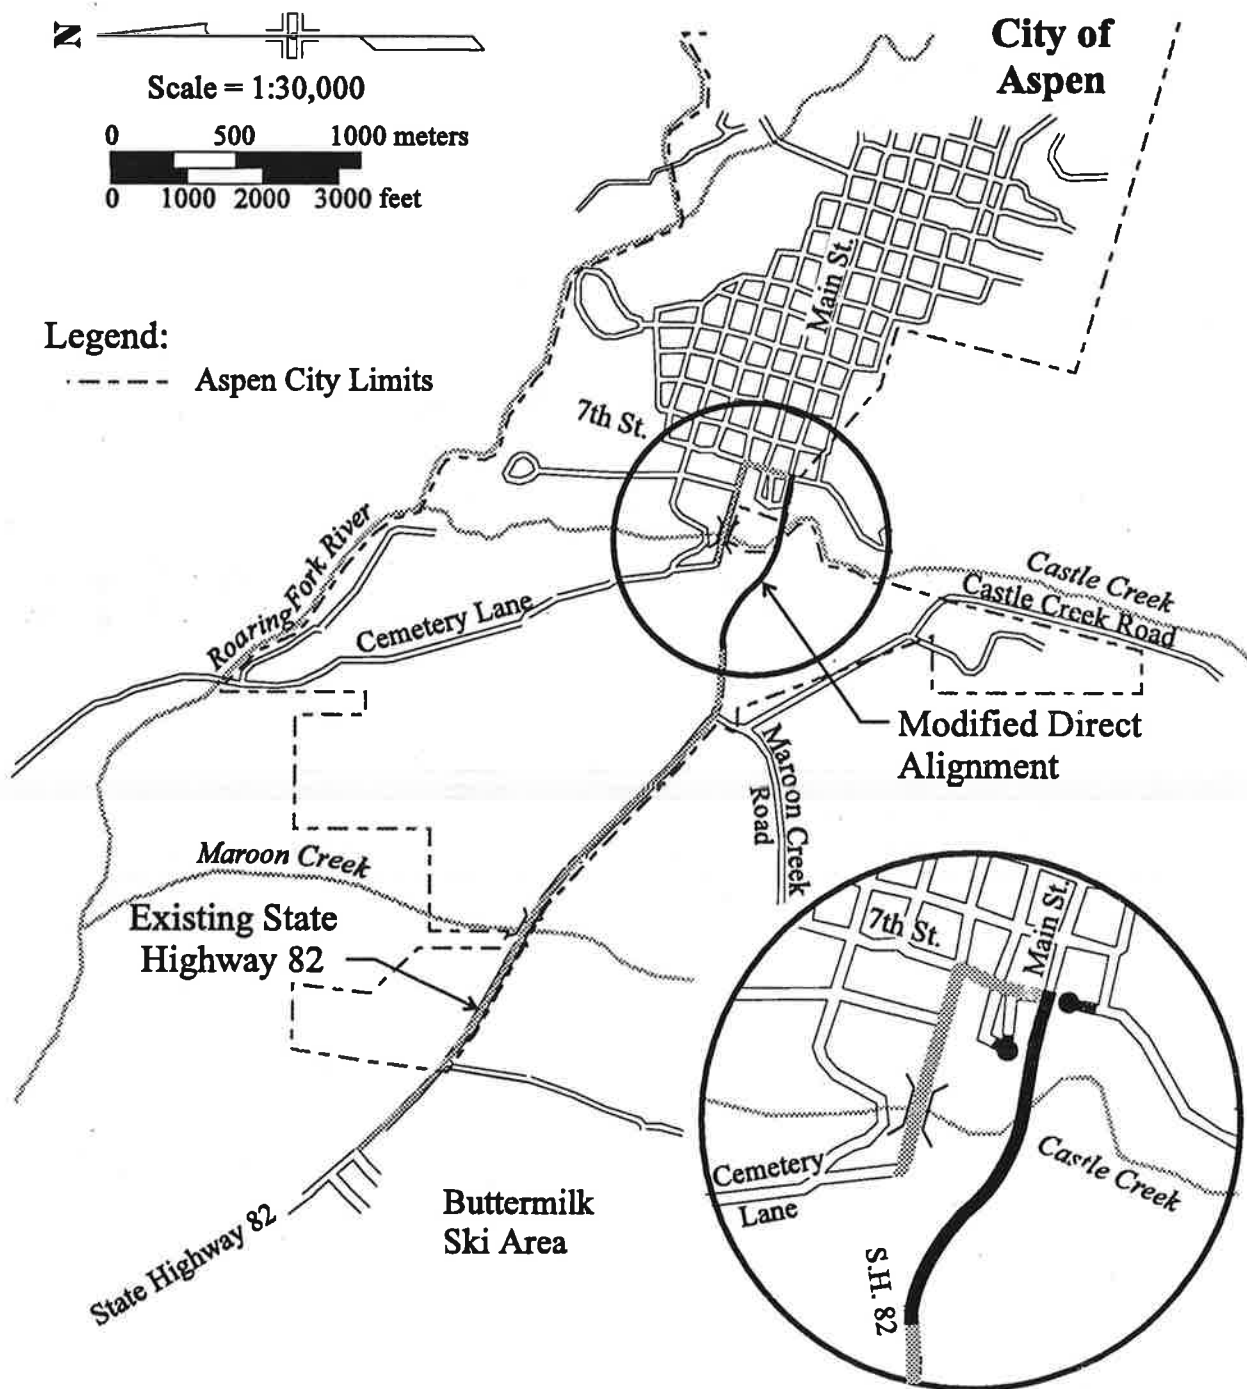 N
City of
Aspen
Scale = 1:30,000
0 500 1000 meters
0 1000 2000 3000 feet
Legend:
Aspen City Limits
Main St.
7th St.
Roaring Fork River
Cemetery Lane
Castle Creek
Castle Creek Road
Modified Direct
Alignment
Maroon Creek
Road
Maroon Creek
Existing State
Highway 82
Buttermilk
Ski Area
State Highway 82
7th St.
Main St.
Cemetery
Lane
Castle Creek
S.H. 82